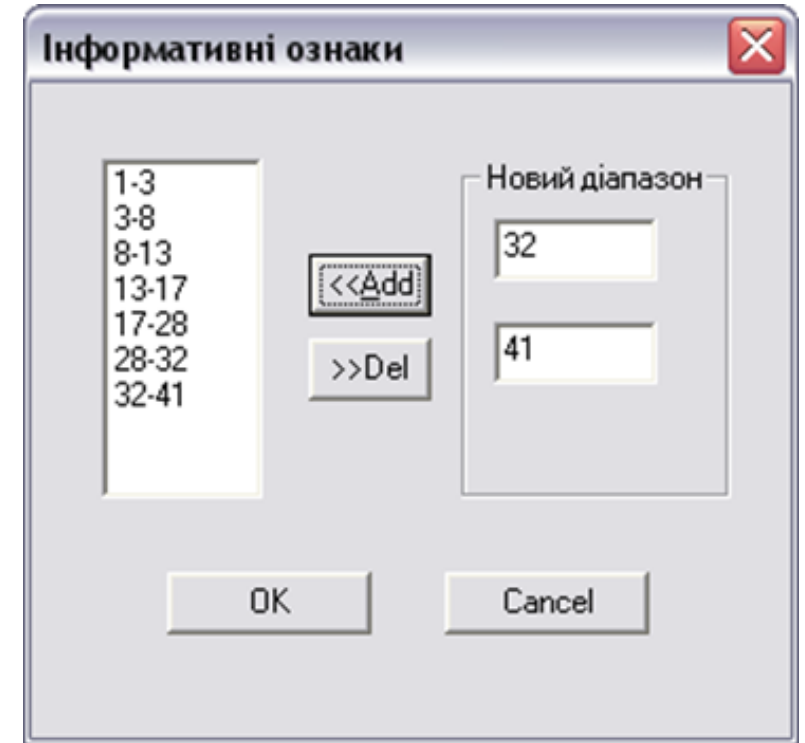 Інформативні ознаки
1-3
3-8
8-13
13-17
17-28
28-32
32-41
<<Add
>>Del
Новий діапазон
32
41
OK
Cancel